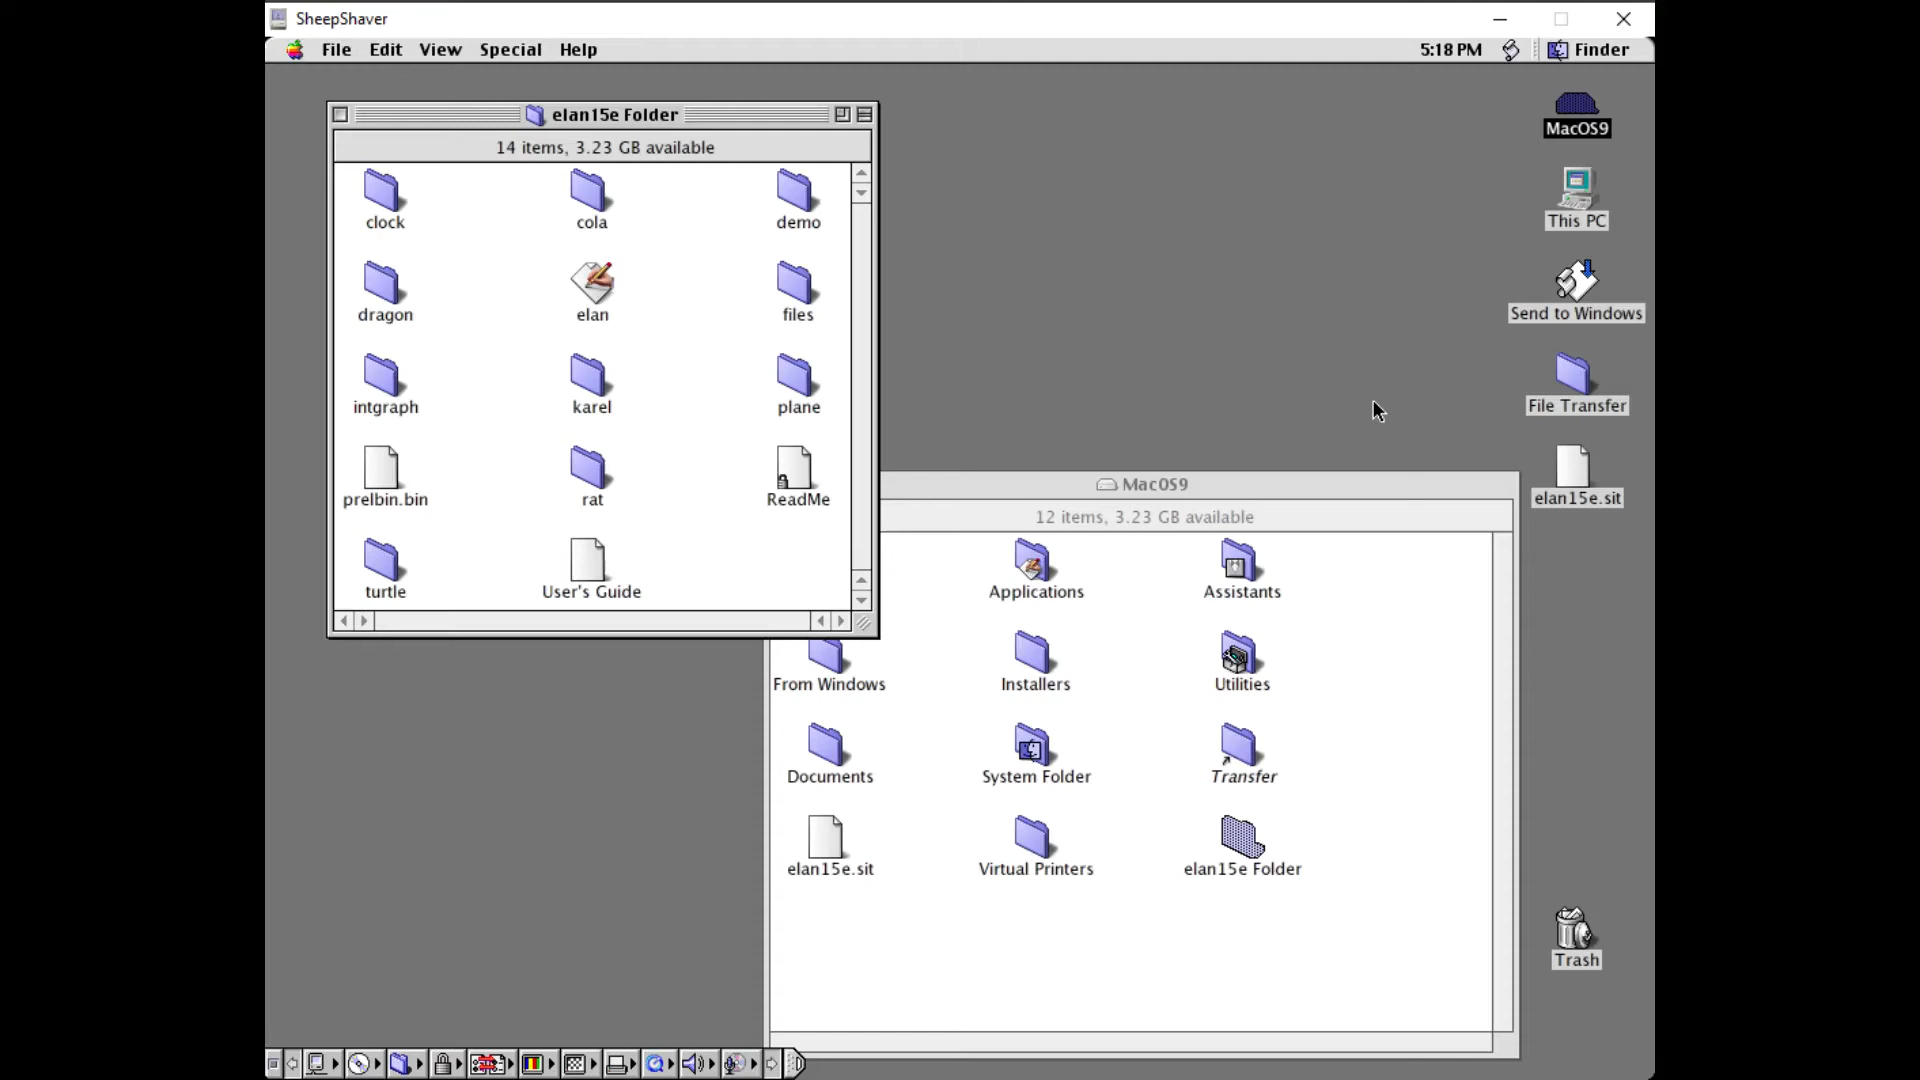 SheepShaver
File Edit View Special Help
5:18 PM Finder
elan15e Folder
14 items, 3.23 GB available
clock cola demo
dragon elan files
intgraph karel plane
prelbin.bin rat ReadMe
turtle User's Guide
MacOS9
12 items, 3.23 GB available
Applications Assistants
From Windows Installers Utilities
Documents System Folder Transfer
elan15e.sit Virtual Printers elan15e Folder
MacOS9
This PC
Send to Windows
File Transfer
elan15e.sit
Trash